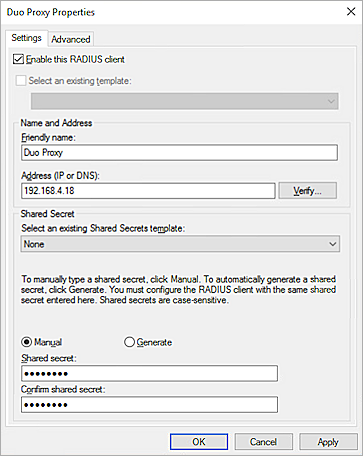 Duo Proxy Properties
Settings
Advanced
Enable this RADIUS client
Select an existing template:
Name and Address
Friendly name:
Duo Proxy
Address (IP or DNS):
192.168.4.18
Verify...
Shared Secret
Select an existing Shared Secrets template:
None
To manually type a shared secret, click Manual. To automatically generate a shared
secret, click Generate. You must configure the RADIUS client with the same shared
secret entered here. Shared secrets are case-sensitive.
Manual
Generate
Shared secret:
●●●●●●●●
Confirm shared secret:
●●●●●●●●
OK
Cancel
Apply